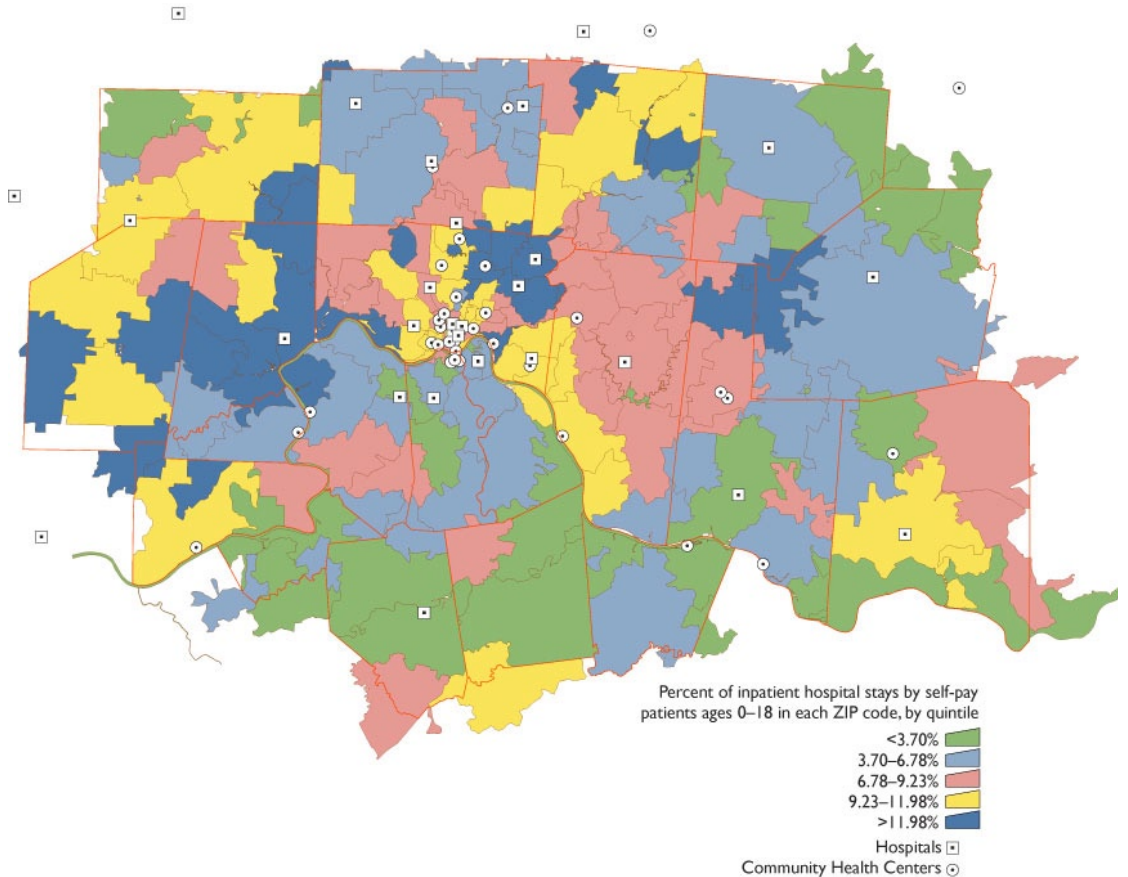 Percent of inpatient hospital stays by self-pay
patients ages 0–18 in each ZIP code, by quintile
<3.70%
3.70–6.78%
6.78–9.23%
9.23–11.98%
>11.98%
Hospitals
Community Health Centers